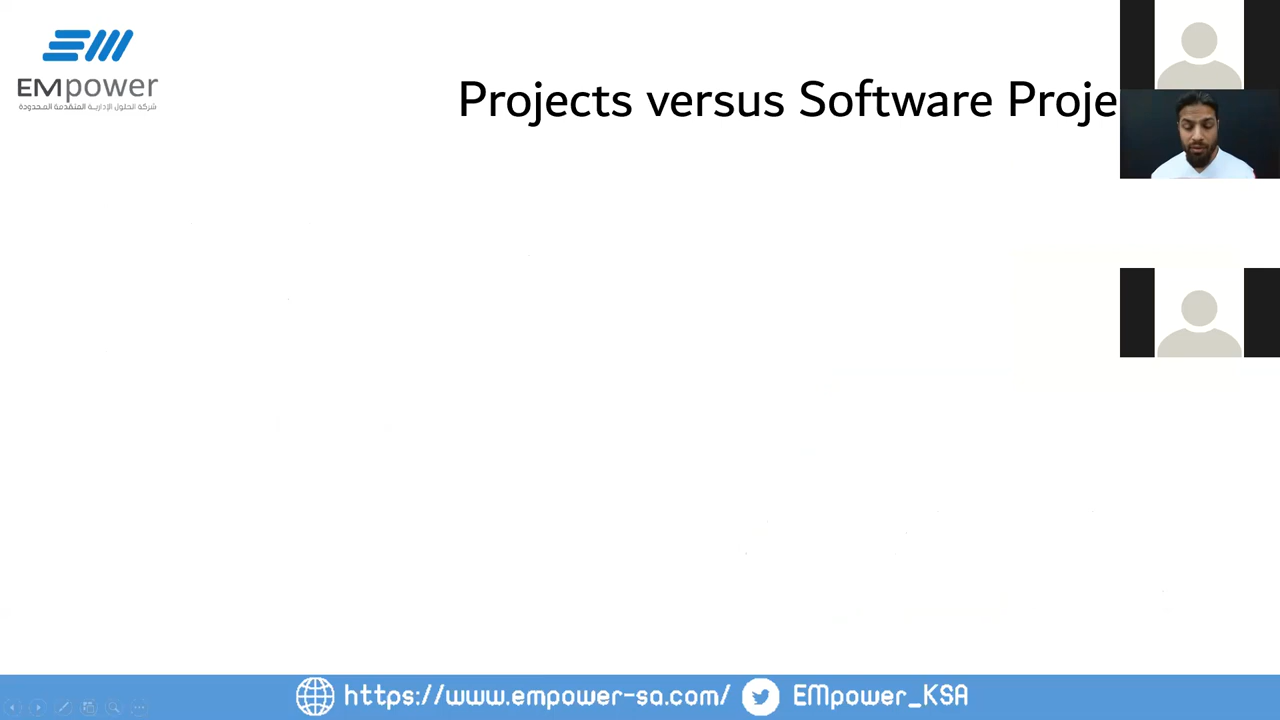 EMpower
شركة الحلول الإدارية المتقدمة المحدودة
Projects versus Software Proje
https://www.empower-sa.com/
EMpower_KSA